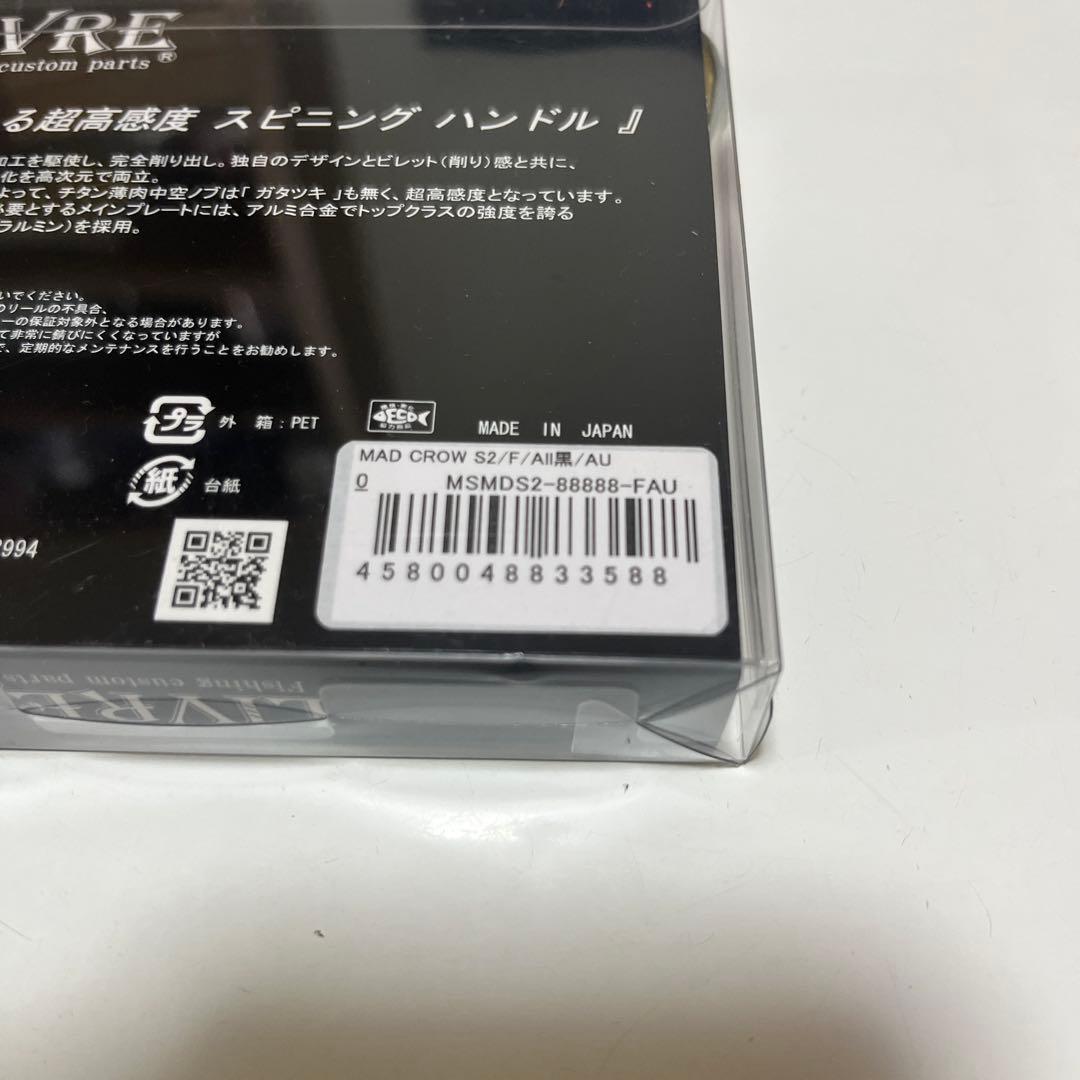 VRE
custom parts ®
る超高感度 スピニング ハンドル 』
加工を駆使し、完全削り出し。独自のデザインとビレット(削り)感と共に、
化を高次元で両立。
よって、チタン薄肉中空ノブは「 ガタツキ 」も無く、超高感度となっています。
必要とするメインプレートには、アルミ合金でトップクラスの強度を誇る
ラルミン)を採用。
いてください。
のリールの不具合、
ーの保証対象外となる場合があります。
て非常に錆びにくくなっていますが
で、定期的なメンテナンスを行うことをお勧めします。
プラ 外 箱 : PET
ECO
MADE IN JAPAN
紙 台紙
MAD CROW S2/F/All黒/AU
0 MSMDS2-88888-FAU
4580048833588
2994
LIVRE
Fishing custom parts